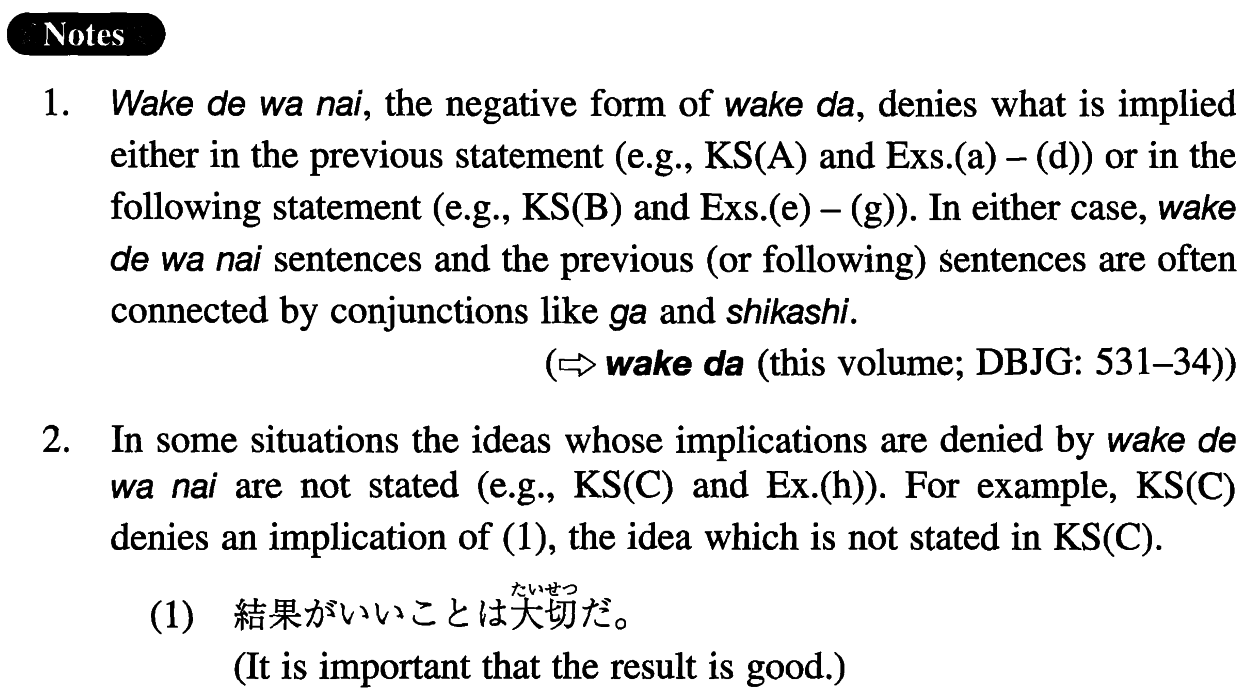 Notes
1. Wake de wa nai, the negative form of wake da, denies what is implied
either in the previous statement (e.g., KS(A) and Exs.(a) – (d)) or in the
following statement (e.g., KS(B) and Exs.(e) – (g)). In either case, wake
de wa nai sentences and the previous (or following) sentences are often
connected by conjunctions like ga and shikashi.
(⇨ wake da (this volume; DBJG: 531–34))
2. In some situations the ideas whose implications are denied by wake de
wa nai are not stated (e.g., KS(C) and Ex.(h)). For example, KS(C)
denies an implication of (1), the idea which is not stated in KS(C).
たいせつ
(1) 結果がいいことは大切だ。
(It is important that the result is good.)